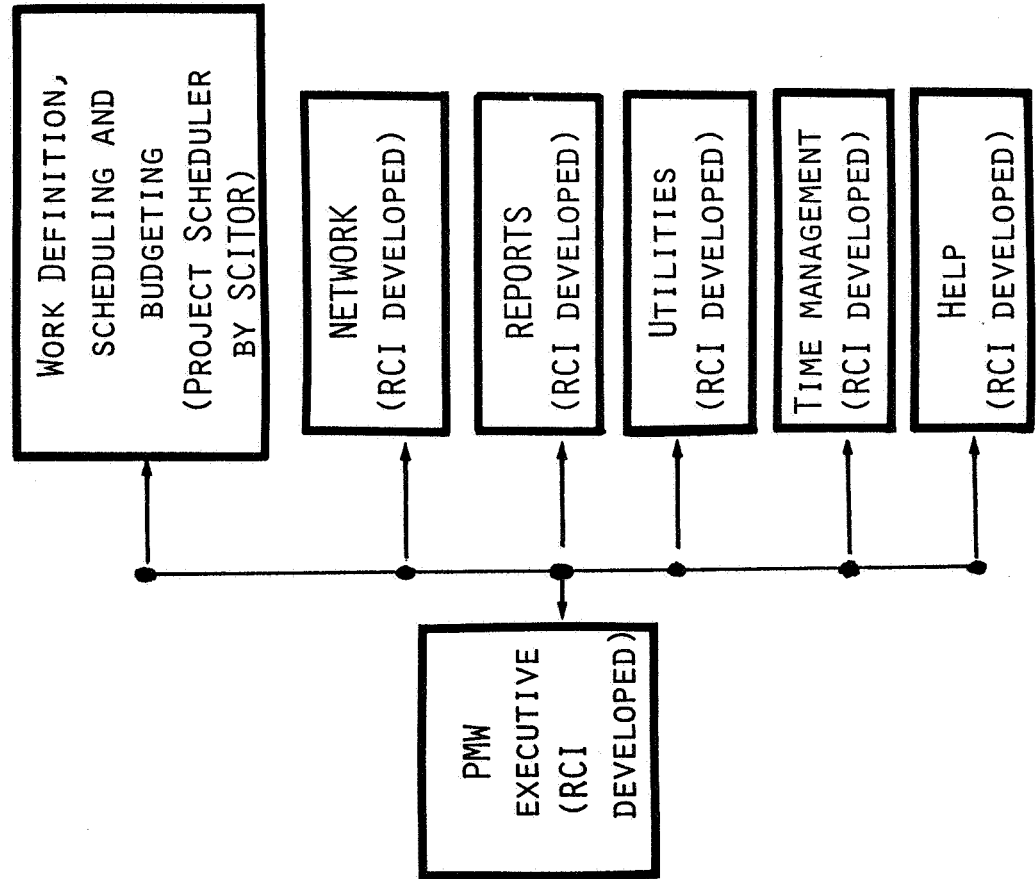 PMW
EXECUTIVE
(RCI
DEVELOPED)
WORK DEFINITION,
SCHEDULING AND
BUDGETING
(PROJECT SCHEDULER
BY SCITOR)
NETWORK
(RCI DEVELOPED)
REPORTS
(RCI DEVELOPED)
UTILITIES
(RCI DEVELOPED)
TIME MANAGEMENT
(RCI DEVELOPED)
HELP
(RCI DEVELOPED)